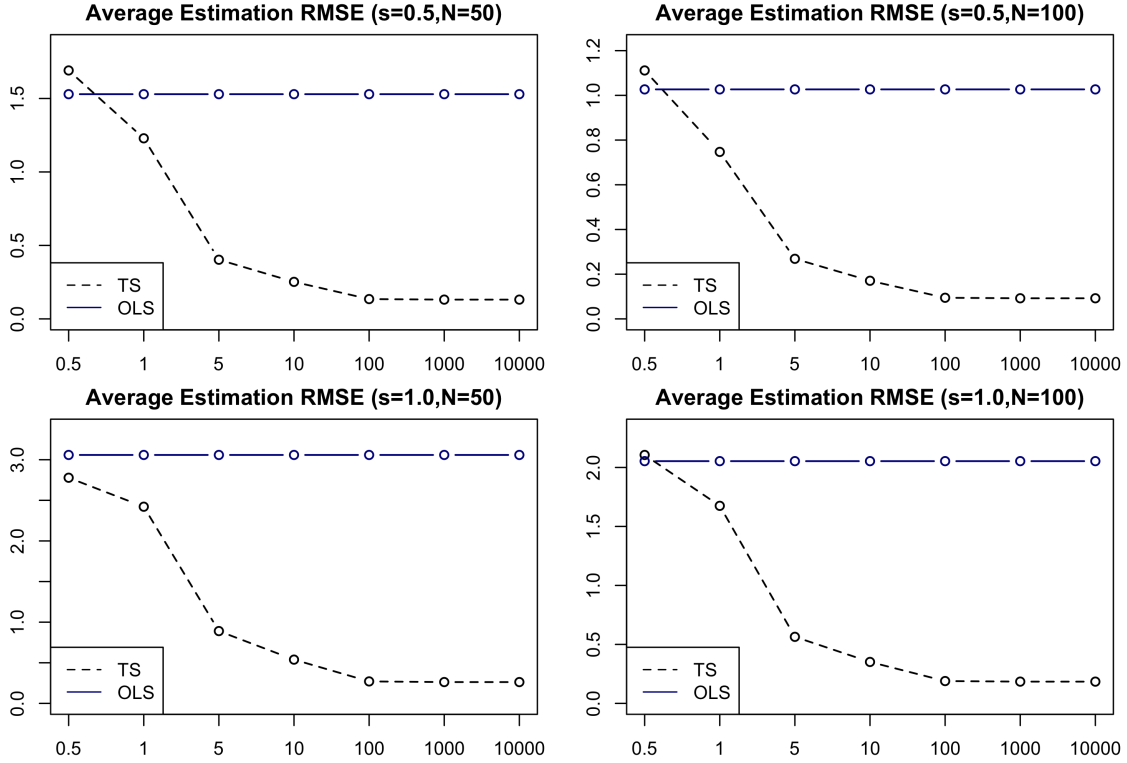 Average Estimation RMSE (s=0.5,N=50)
0.0 0.5 1.0 1.5
TS
OLS
0.5 1 5 10 100 1000 10000
Average Estimation RMSE (s=0.5,N=100)
0.0 0.2 0.4 0.6 0.8 1.0 1.2
TS
OLS
0.5 1 5 10 100 1000 10000
Average Estimation RMSE (s=1.0,N=50)
0.0 1.0 2.0 3.0
TS
OLS
0.5 1 5 10 100 1000 10000
Average Estimation RMSE (s=1.0,N=100)
0.0 0.5 1.0 1.5 2.0
TS
OLS
0.5 1 5 10 100 1000 10000